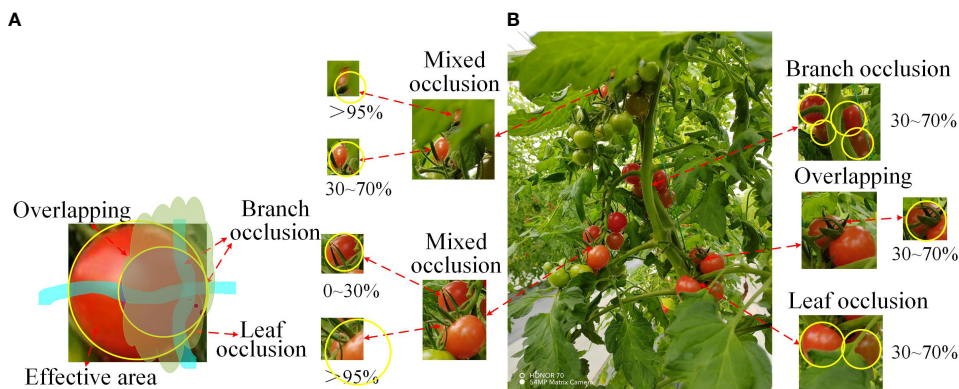 A
Overlapping
Branch
occlusion
Leaf
occlusion
Effective area
>95%
30~70%
Mixed
occlusion
0~30%
>95%
Mixed
occlusion
B
HONOR 70
54MP Matrix Camera
Branch occlusion
30~70%
Overlapping
30~70%
Leaf occlusion
30~70%